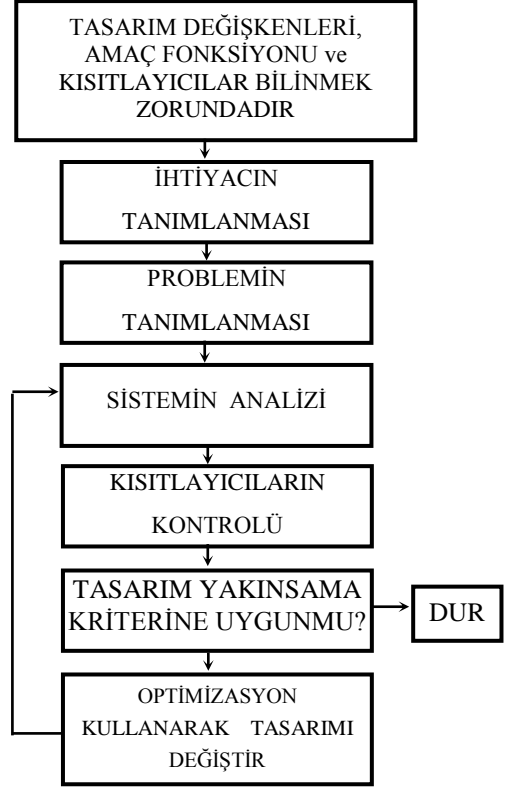 TASARIM DEĞİŞKENLERİ,
AMAÇ FONKSİYONU ve
KISITLAYICILAR BİLİNMEK
ZORUNDADIR
İHTİYACIN
TANIMLANMASI
PROBLEMİN
TANIMLANMASI
SİSTEMİN ANALİZİ
KISITLAYICILARIN
KONTROLÜ
TASARIM YAKINSAMA
KRİTERİNE UYGUNMU?
DUR
OPTİMİZASYON
KULLANARAK TASARIMI
DEĞİŞTİR